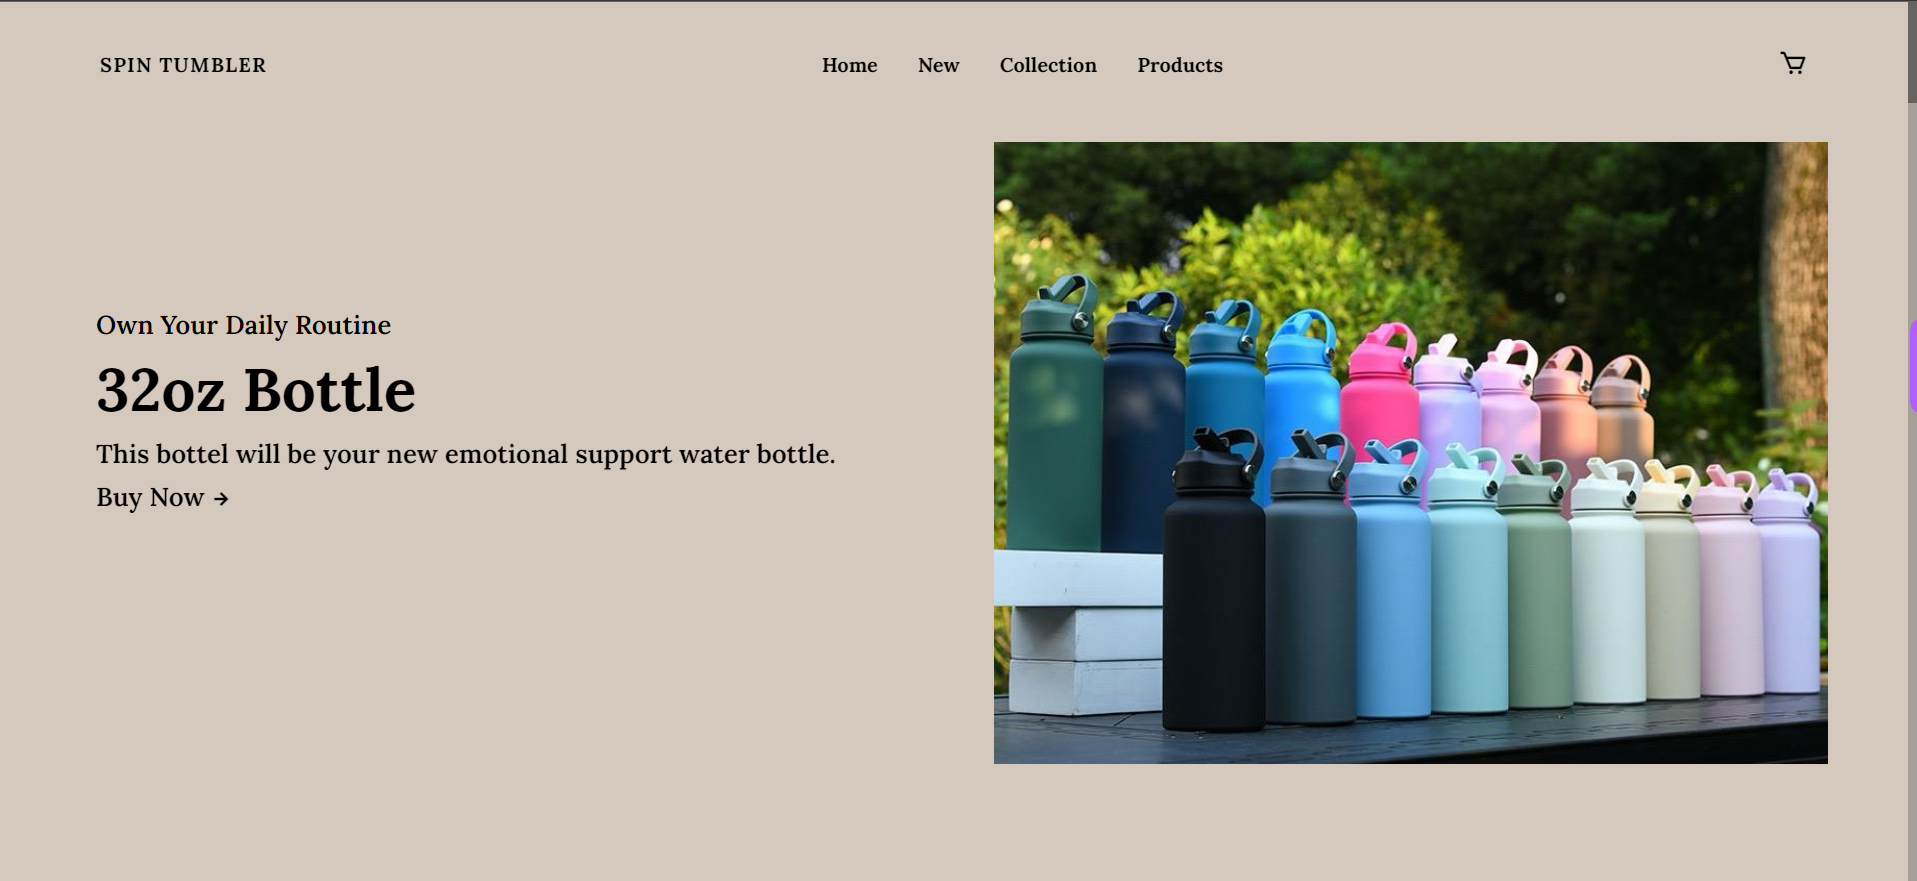 SPIN TUMBLER
Home New Collection Products
Own Your Daily Routine
32oz Bottle
This bottel will be your new emotional support water bottle.
Buy Now →